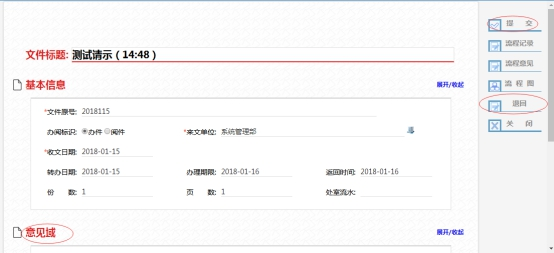 文件标题: 测试请示（14:48）
基本信息 展开/收起
*文件原号: 2018115
办阅标识: 办件 阅件 *来文单位: 系统管理部
*收文日期: 2018-01-15
转办日期: 2018-01-15 办理期限: 2018-01-16 返回时间: 2018-01-16
份 数: 1 页 数: 1 处室流水:
意见域 展开/收起
提 交
流程记录
流程意见
流 程 图
退回
关 闭